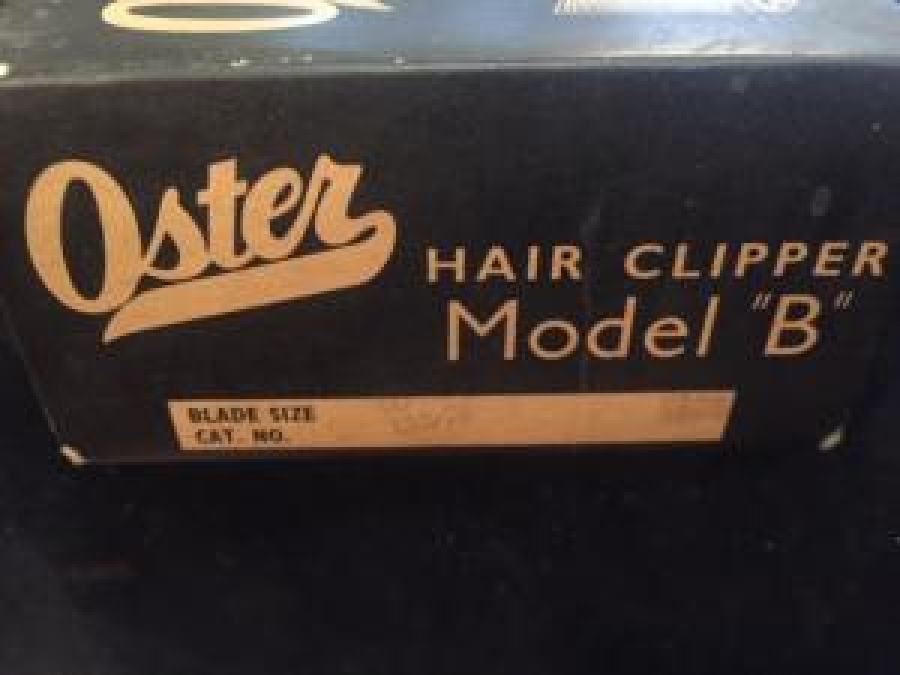 Oster
HAIR CLIPPER
Model "B"
BLADE SIZE
CAT. NO.